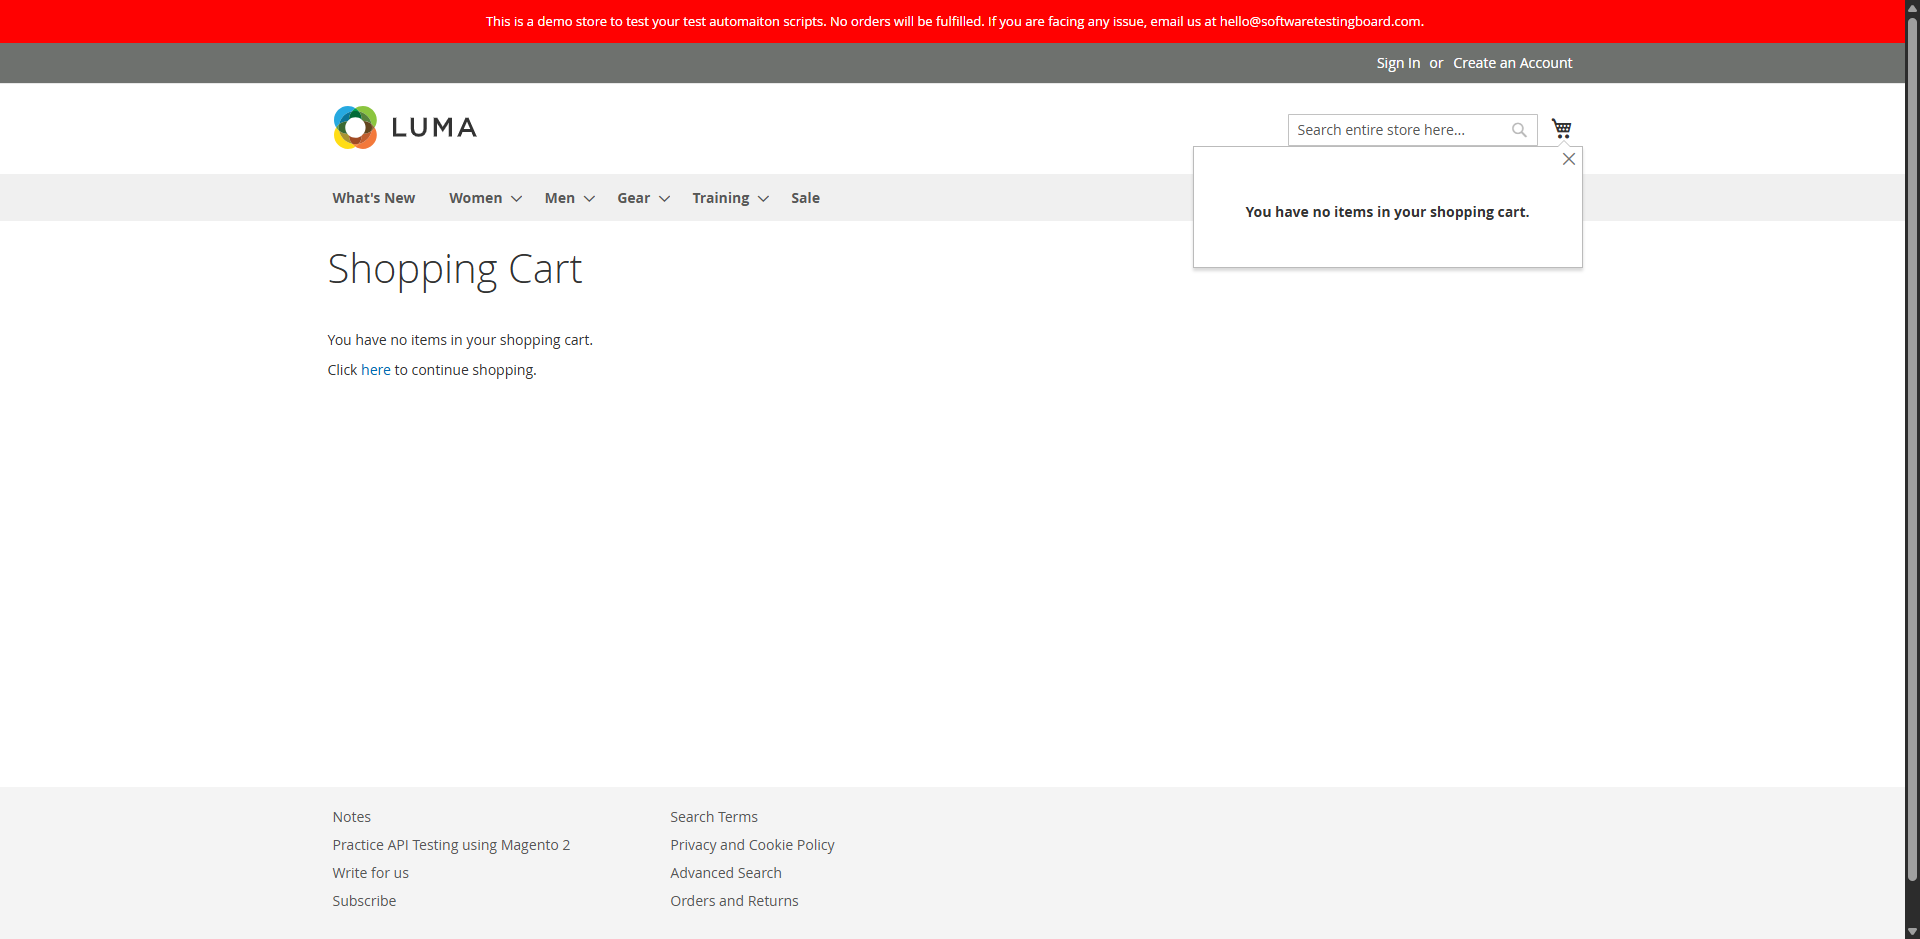 This is a demo store to test your test automaiton scripts. No orders will be fulfilled. If you are facing any issue, email us at hello@softwaretestingboard.com.
Sign In or Create an Account
LUMA
Search entire store here...
What's New Women Men Gear Training Sale
You have no items in your shopping cart.
Shopping Cart
You have no items in your shopping cart.
Click here to continue shopping.
Notes
Practice API Testing using Magento 2
Write for us
Subscribe
Search Terms
Privacy and Cookie Policy
Advanced Search
Orders and Returns